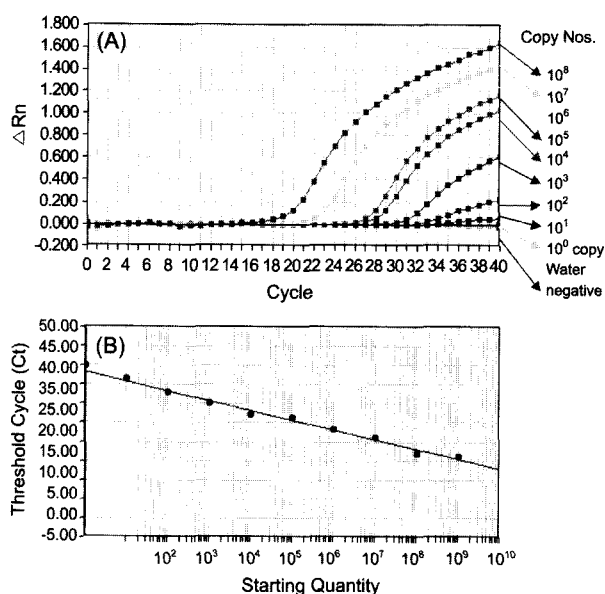 (A)
1.800
1.600
1.400
1.200
1.000
0.800
0.600
0.400
0.200
0.000
-0.200
△ Rn
0 2 4 6 8 10 12 14 16 18 20 21 24 26 28 30 32 34 36 38 40
Cycle
Copy Nos.
10⁸
10⁷
10⁶
10⁵
10⁴
10³
10²
10¹
10⁰ copy
Water
negative
(B)
50.00
45.00
40.00
35.00
30.00
25.00
20.00
15.00
10.00
5.00
0.00
-5.00
Threshold Cycle (Ct)
10² 10³ 10⁴ 10⁵ 10⁶ 10⁷ 10⁸ 10⁹ 10¹⁰
Starting Quantity